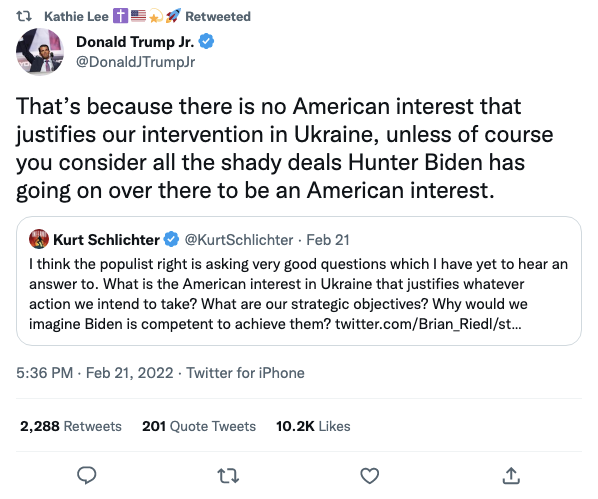 Kathie Lee ✝️🇺🇸💫🚀 Retweeted
Donald Trump Jr.
@DonaldJTrumpJr
That’s because there is no American interest that
justifies our intervention in Ukraine, unless of course
you consider all the shady deals Hunter Biden has
going on over there to be an American interest.
Kurt Schlichter @KurtSchlichter · Feb 21
I think the populist right is asking very good questions which I have yet to hear an
answer to. What is the American interest in Ukraine that justifies whatever
action we intend to take? What are our strategic objectives? Why would we
imagine Biden is competent to achieve them? twitter.com/Brian_Riedl/st…
5:36 PM · Feb 21, 2022 · Twitter for iPhone
2,288 Retweets 201 Quote Tweets 10.2K Likes